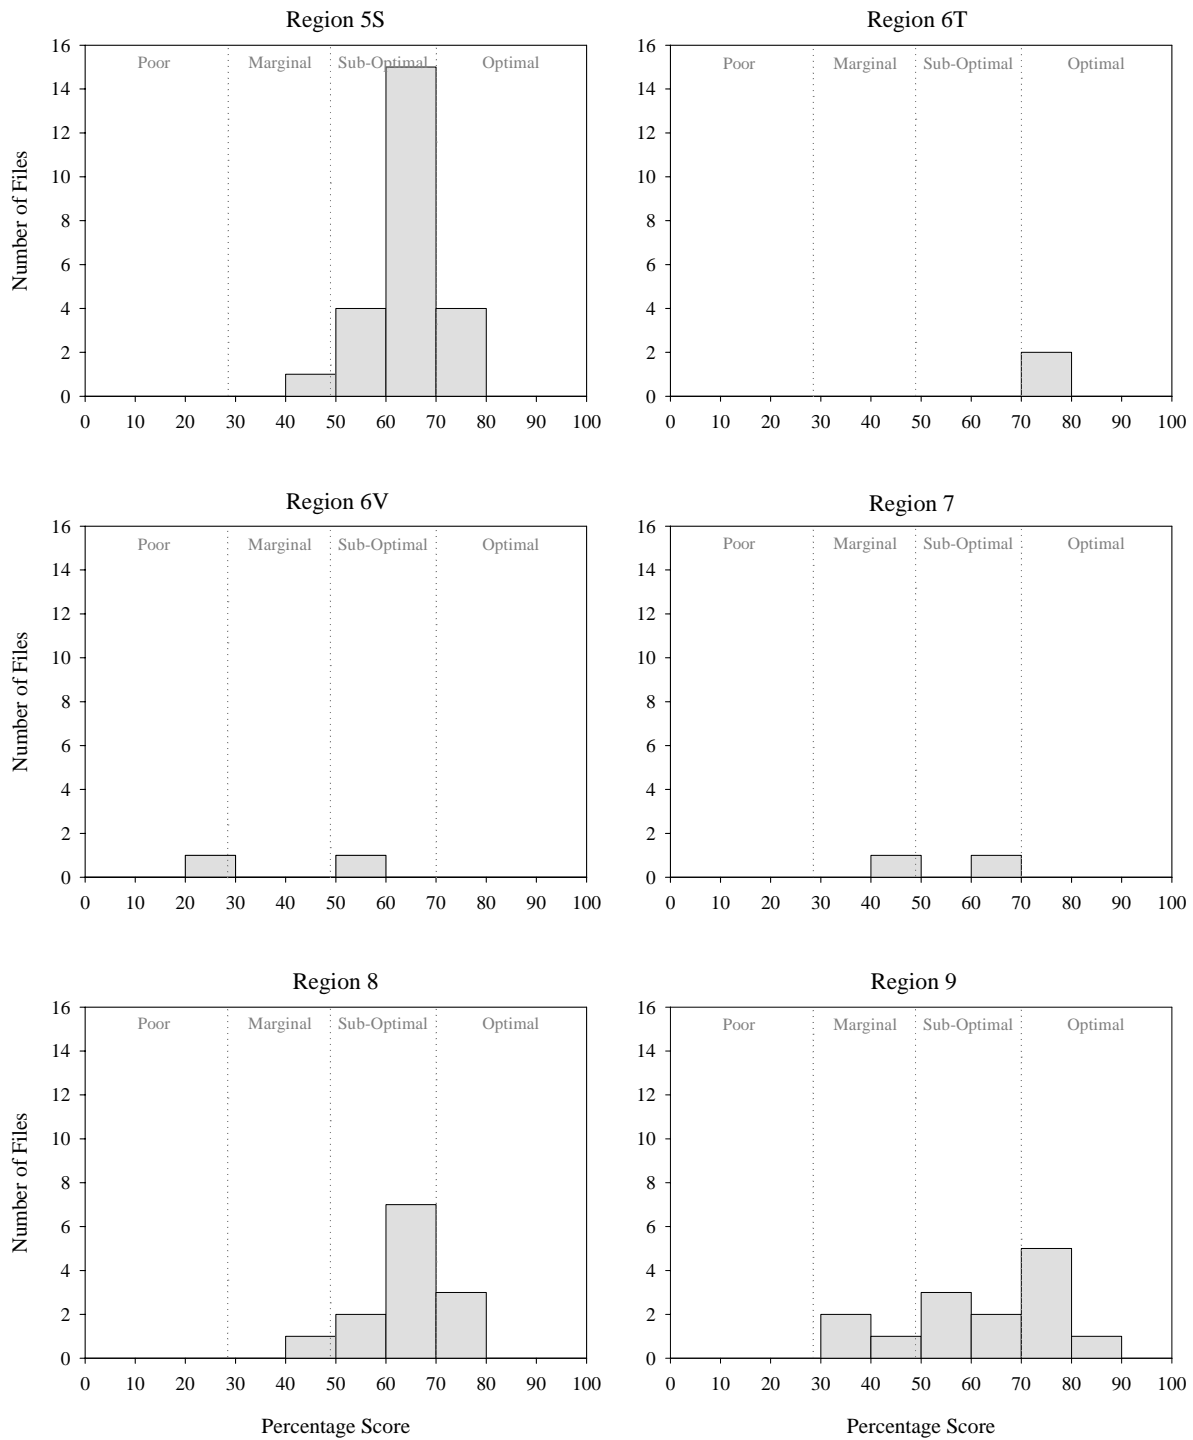 Region 5S
Region 6T
16 Poor Marginal Sub-Optimal Optimal
16 Poor Marginal Sub-Optimal Optimal
14
14
12
12
10
10
8
8
6
6
4
4
2
2
0
0
Number of Files
0 10 20 30 40 50 60 70 80 90 100
0 10 20 30 40 50 60 70 80 90 100
Region 6V
Region 7
16 Poor Marginal Sub-Optimal Optimal
16 Poor Marginal Sub-Optimal Optimal
14
14
12
12
10
10
8
8
6
6
4
4
2
2
0
0
Number of Files
0 10 20 30 40 50 60 70 80 90 100
0 10 20 30 40 50 60 70 80 90 100
Region 8
Region 9
16 Poor Marginal Sub-Optimal Optimal
16 Poor Marginal Sub-Optimal Optimal
14
14
12
12
10
10
8
8
6
6
4
4
2
2
0
0
Number of Files
0 10 20 30 40 50 60 70 80 90 100
0 10 20 30 40 50 60 70 80 90 100
Percentage Score
Percentage Score